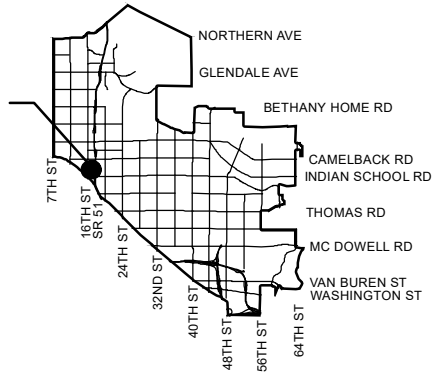 NORTHERN AVE
GLENDALE AVE
BETHANY HOME RD
CAMELBACK RD
INDIAN SCHOOL RD
THOMAS RD
MC DOWELL RD
VAN BUREN ST
WASHINGTON ST
7TH ST
16TH ST
SR 51
24TH ST
32ND ST
40TH ST
48TH ST
56TH ST
64TH ST